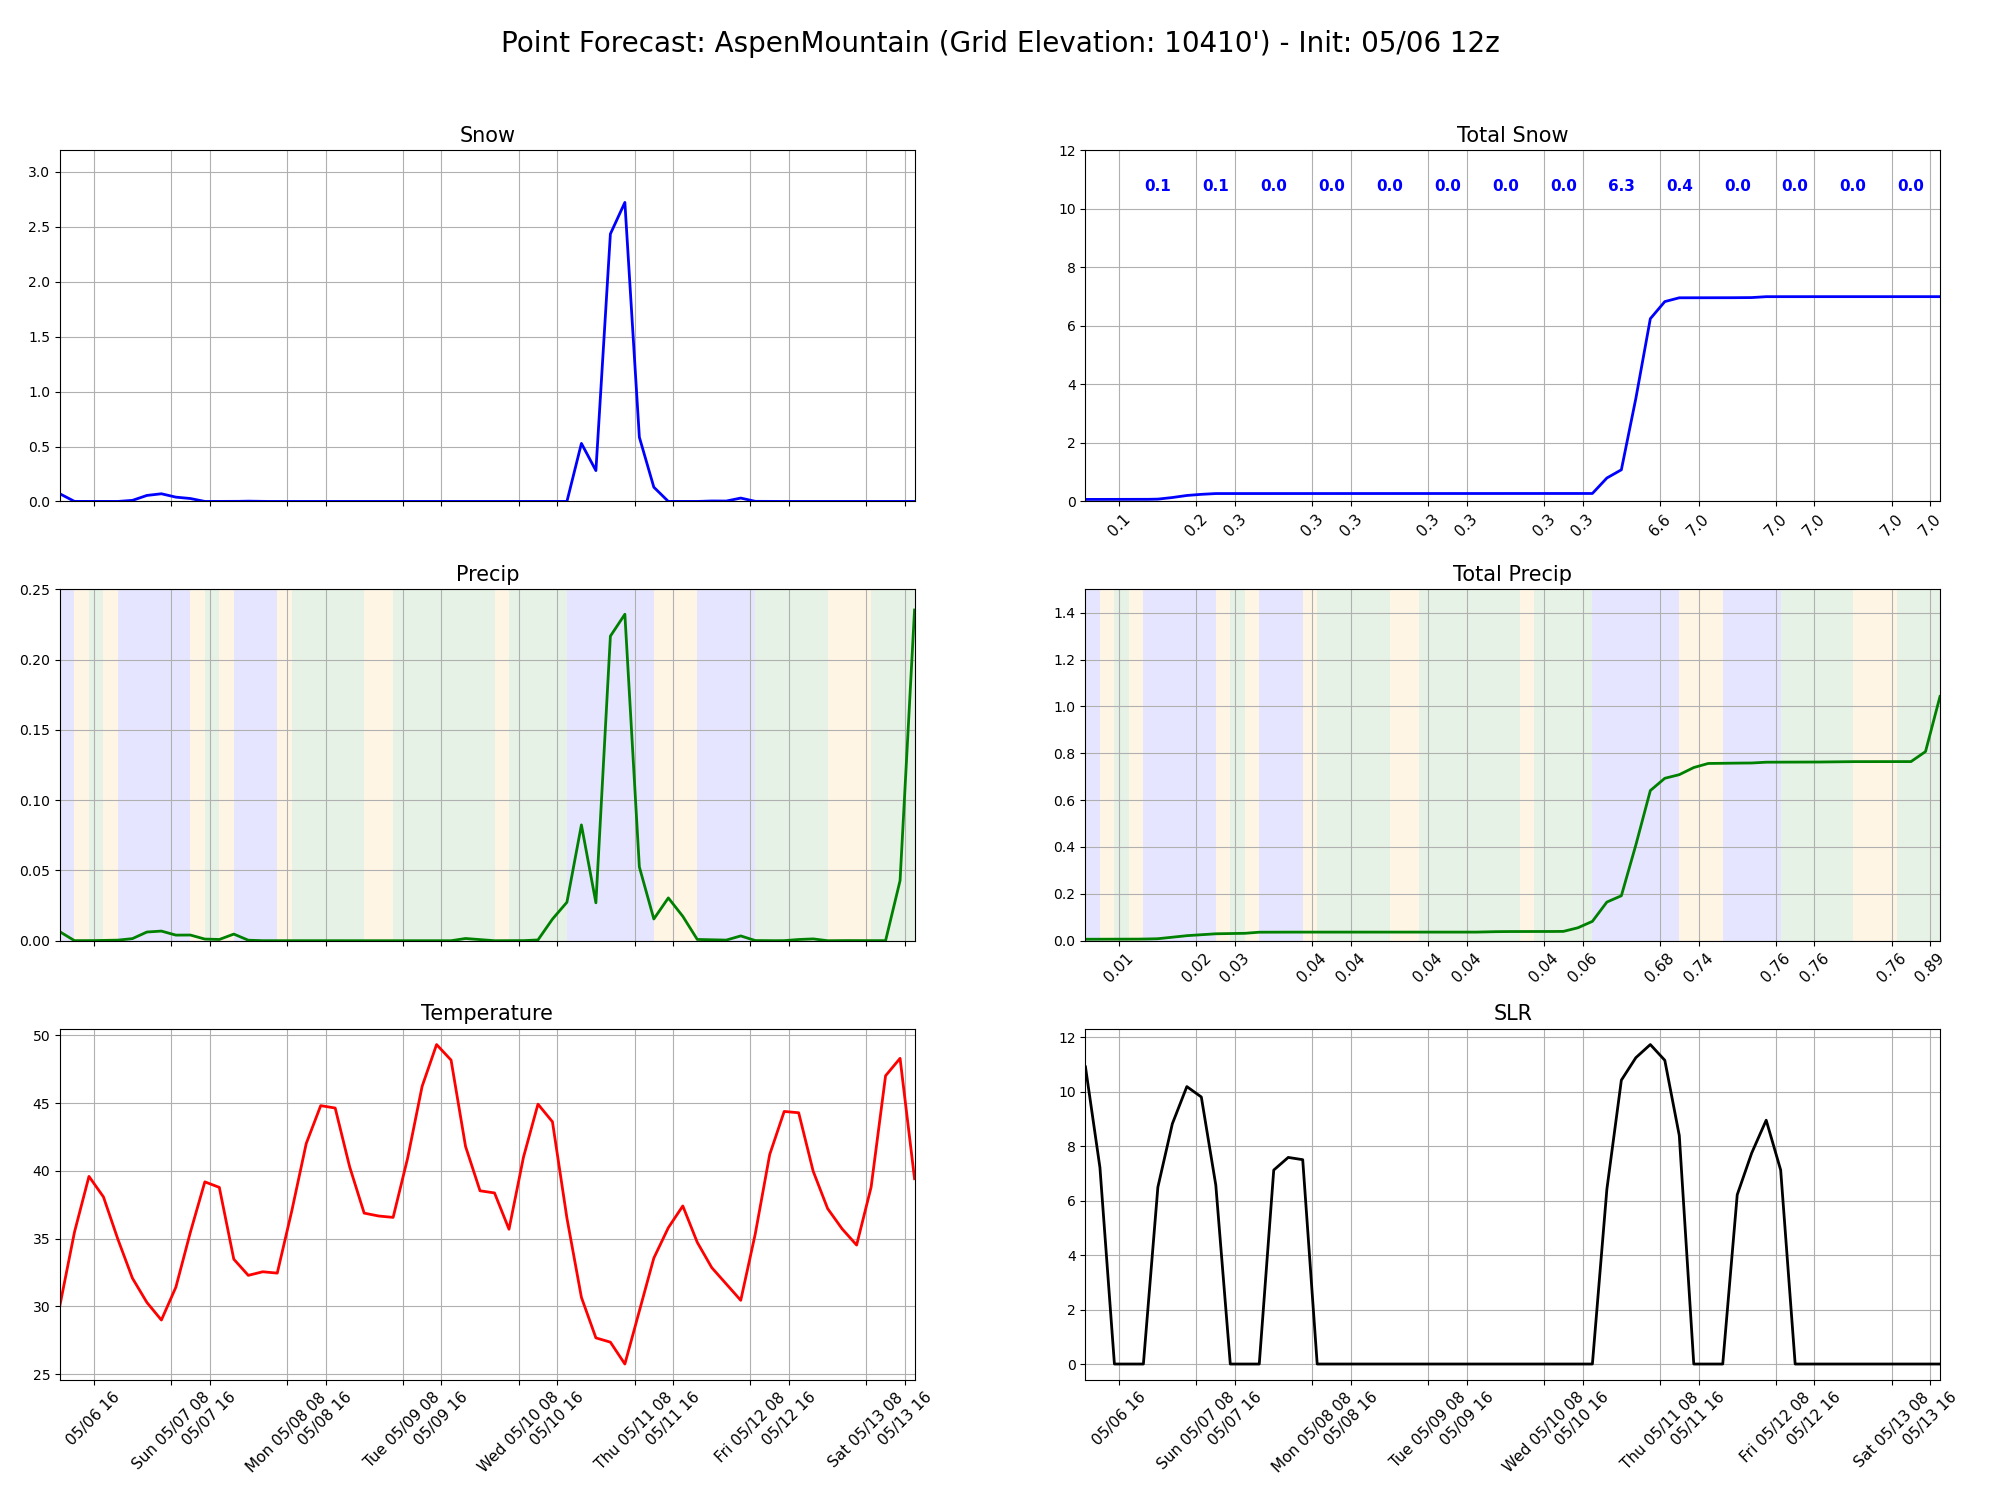 Point Forecast: AspenMountain (Grid Elevation: 10410') - Init: 05/06 12z
Snow
3.0
2.5
2.0
1.5
1.0
0.5
0.0
Total Snow
12
10
8
6
4
2
0
0.1 0.1 0.0 0.0 0.0 0.0 0.0 0.0 6.3 0.4 0.0 0.0 0.0 0.0
0.1 0.2 0.3 0.3 0.3 0.3 0.3 0.3 0.3 6.6 7.0 7.0 7.0 7.0 7.0
Precip
0.25
0.20
0.15
0.10
0.05
0.00
Total Precip
1.4
1.2
1.0
0.8
0.6
0.4
0.2
0.0
0.01 0.02 0.03 0.04 0.04 0.04 0.04 0.04 0.06 0.68 0.74 0.76 0.76 0.76 0.89
Temperature
50
45
40
35
30
25
05/06 16
Sun 05/07 08
05/07 16
Mon 05/08 08
05/08 16
Tue 05/09 08
05/09 16
Wed 05/10 08
05/10 16
Thu 05/11 08
05/11 16
Fri 05/12 08
05/12 16
Sat 05/13 08
05/13 16
SLR
12
10
8
6
4
2
0
05/06 16
Sun 05/07 08
05/07 16
Mon 05/08 08
05/08 16
Tue 05/09 08
05/09 16
Wed 05/10 08
05/10 16
Thu 05/11 08
05/11 16
Fri 05/12 08
05/12 16
Sat 05/13 08
05/13 16